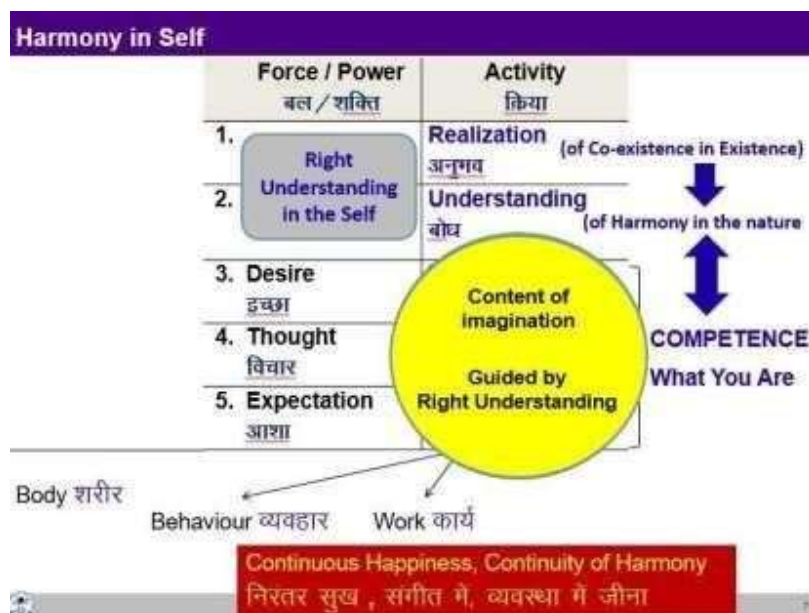 Harmony in Self
Force / Power
बल / शक्ति
Activity
क्रिया
1.
Right
Understanding
in the Self
2.
Realization
अनुभव
(of Co-existence in Existence)
Understanding
बोध
(of Harmony in the nature
3. Desire
इच्छा
4. Thought
विचार
5. Expectation
आशा
Content of
imagination
Guided by
Right Understanding
COMPETENCE
What You Are
Body शरीर
Behaviour व्यवहार
Work कार्य
Continuous Happiness, Continuity of Harmony
निरंतर सुख , संगीत में, व्यवस्था में जीना